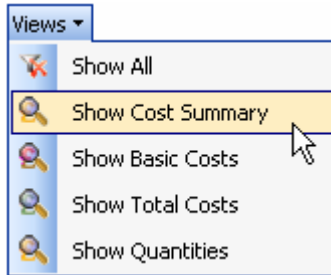 Views
Show All
Show Cost Summary
Show Basic Costs
Show Total Costs
Show Quantities